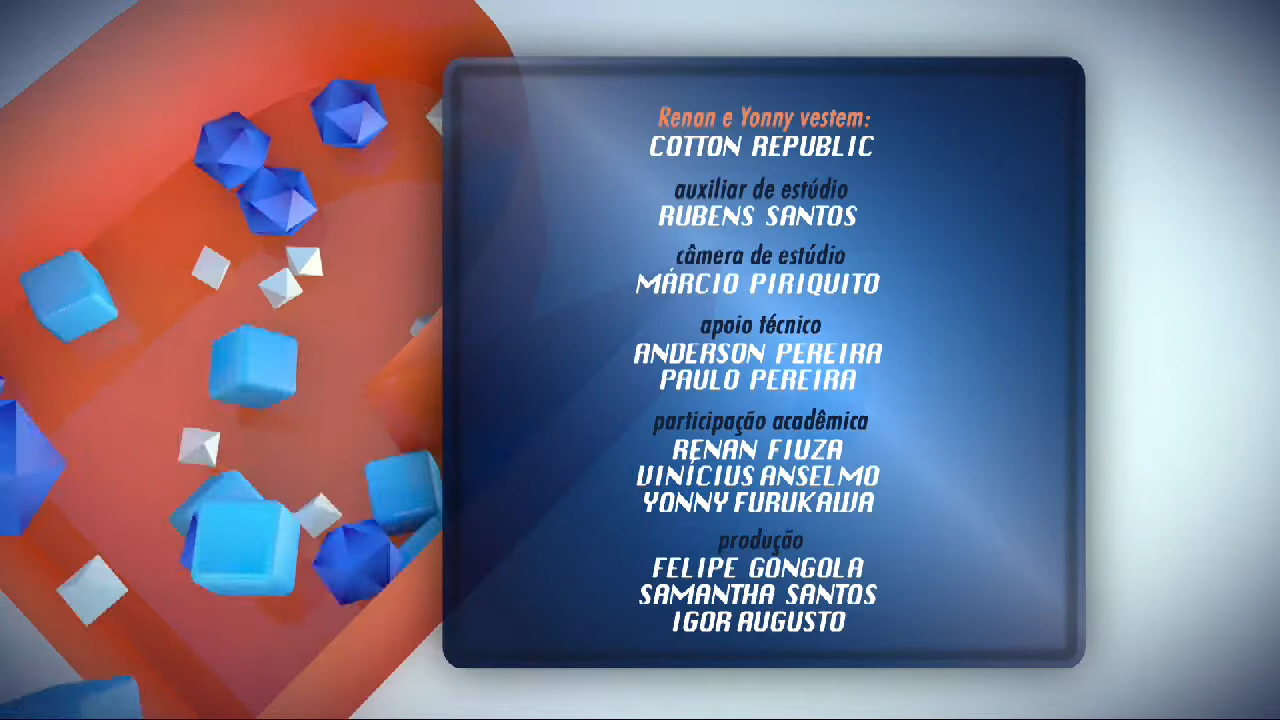 Renan e Yonny vestem:
COTTON REPUBLIC
auxiliar de estúdio
RUBENS SANTOS
câmera de estúdio
MÁRCIO PIRIQUITO
apoio técnico
ANDERSON PEREIRA
PAULO PEREIRA
participação acadêmica
RENAN FIUZA
VINÍCIUS ANSELMO
YONNY FURUKAWA
produção
FELIPE GONGOLA
SAMANTHA SANTOS
IGOR AUGUSTO